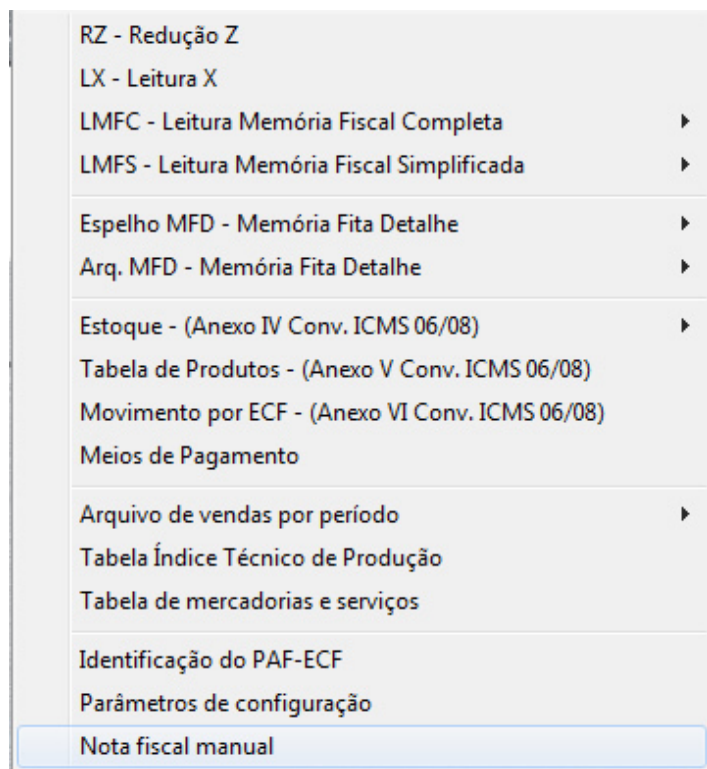 RZ - Redução Z
LX - Leitura X
LMFC - Leitura Memória Fiscal Completa
LMFS - Leitura Memória Fiscal Simplificada
Espelho MFD - Memória Fita Detalhe
Arq. MFD - Memória Fita Detalhe
Estoque - (Anexo IV Conv. ICMS 06/08)
Tabela de Produtos - (Anexo V Conv. ICMS 06/08)
Movimento por ECF - (Anexo VI Conv. ICMS 06/08)
Meios de Pagamento
Arquivo de vendas por período
Tabela Índice Técnico de Produção
Tabela de mercadorias e serviços
Identificação do PAF-ECF
Parâmetros de configuração
Nota fiscal manual